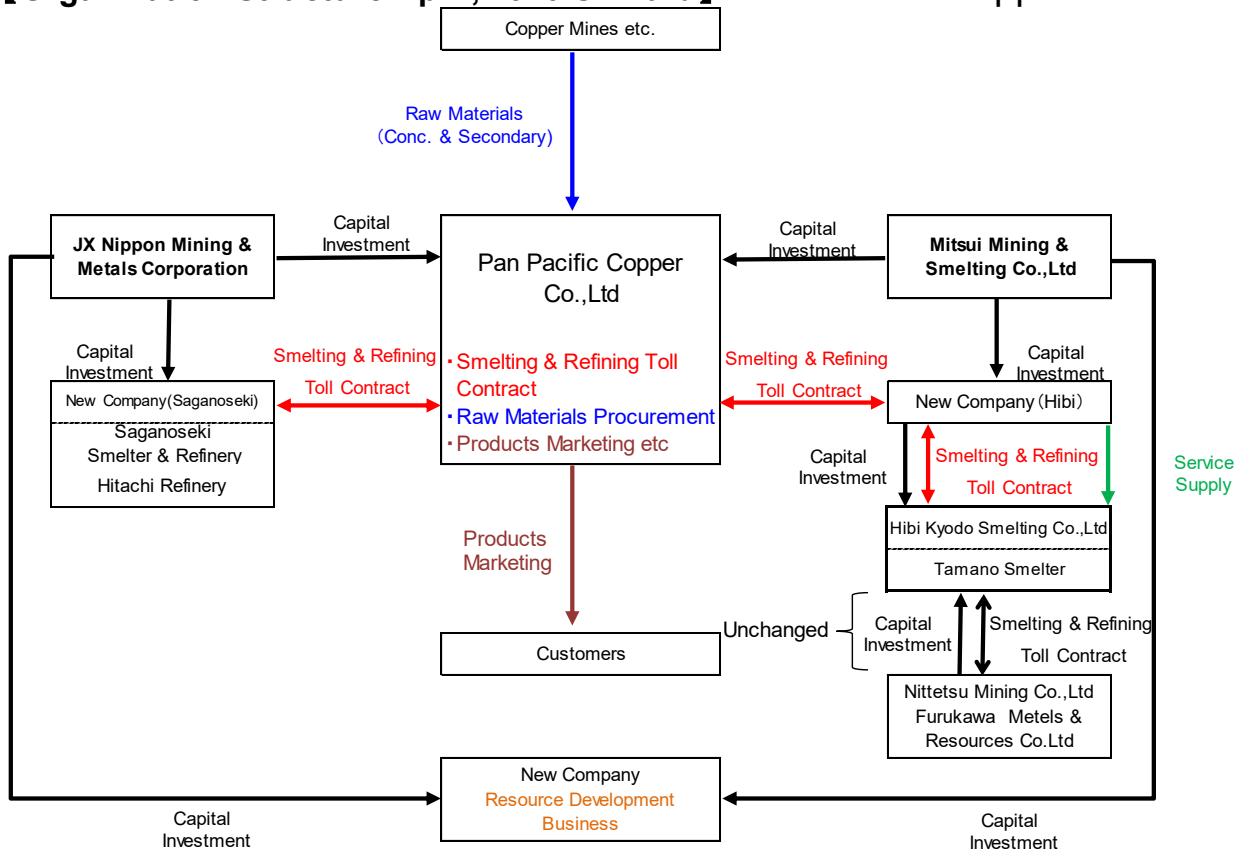 Copper Mines etc.
Raw Materials
(Conc. & Secondary)
JX Nippon Mining &
Metals Corporation
Capital
Investment
Pan Pacific Copper
Co.,Ltd
Capital
Investment
Mitsui Mining &
Smelting Co.,Ltd
・Smelting & Refining Toll
Contract
・Raw Materials Procurement
・Products Marketing etc
Capital
Investment
Smelting & Refining
Toll Contract
Smelting & Refining
Toll Contract
Capital
Investment
New Company(Saganoseki)
Saganoseki
Smelter & Refinery
Hitachi Refinery
New Company（Hibi）
Capital
Investment
Smelting & Refining
Toll Contract
Service
Supply
Products
Marketing
Hibi Kyodo Smelting Co.,Ltd
Tamano Smelter
Customers
Unchanged
Capital
Investment
Smelting & Refining
Toll Contract
Nittetsu Mining Co.,Ltd
Furukawa Metels &
Resources Co.Ltd
New Company
Resource Development
Business
Capital
Investment
Capital
Investment